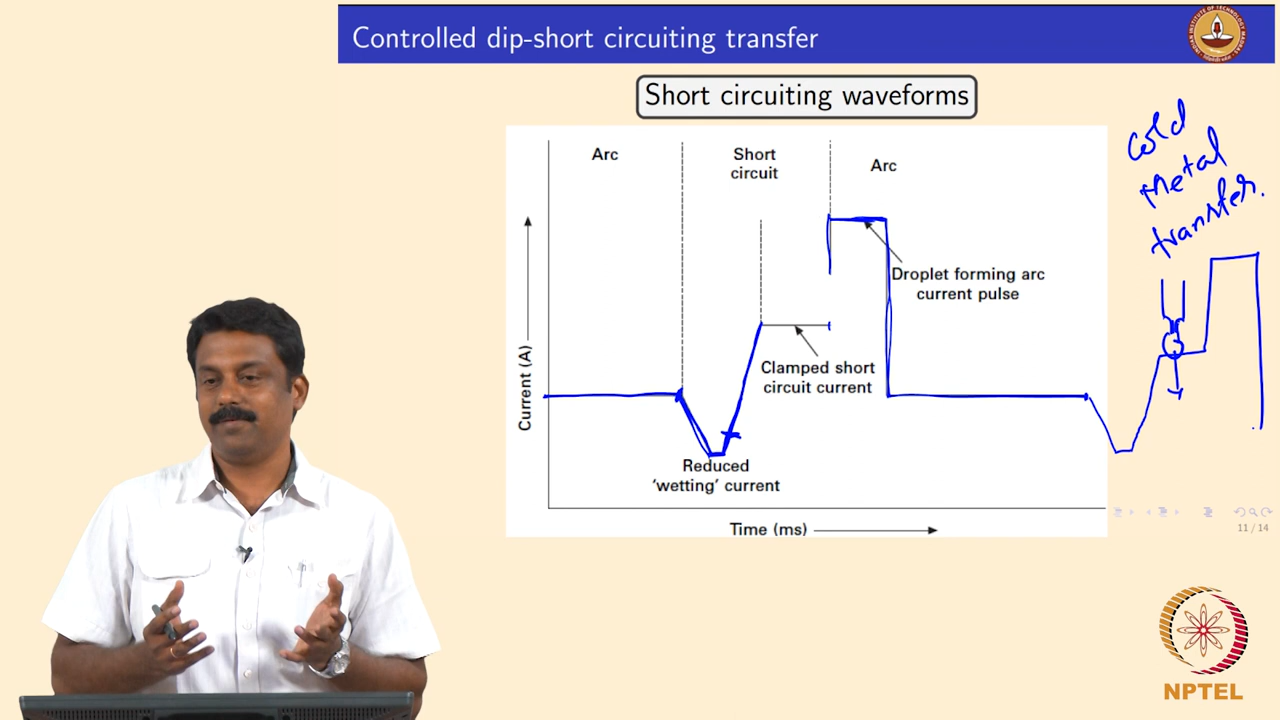 Controlled dip-short circuiting transfer
Short circuiting waveforms
Arc
Short
circuit
Arc
Current (A)
Droplet forming arc
current pulse
Clamped short
circuit current
Reduced
'wetting' current
Time (ms)
cold
Metal
transfer.
11 / 14
NPTEL